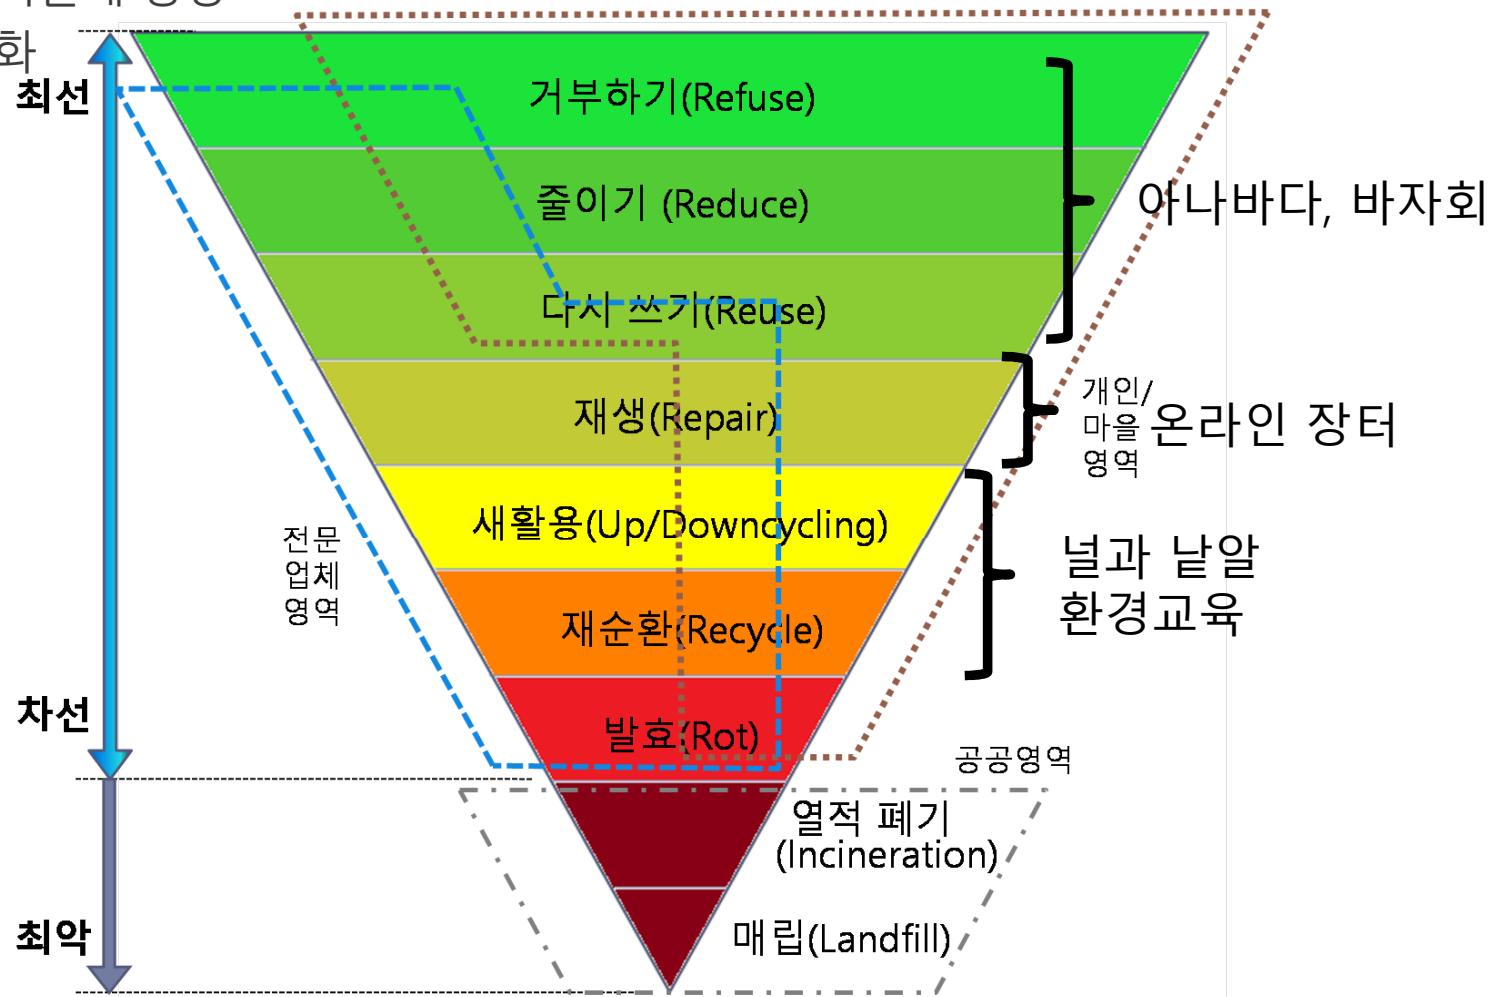 화
최선
거부하기(Refuse)
줄이기 (Reduce)
아나바다, 바자회
다시 쓰기(Reuse)
재생(Repair)
개인/
마을
영역
온라인 장터
새활용(Up/Downcycling)
전문
업체
영역
널과 낱알
환경교육
재순환(Recycle)
차선
발효(Rot)
공공영역
열적 폐기
(Incineration)
최악
매립(Landfill)